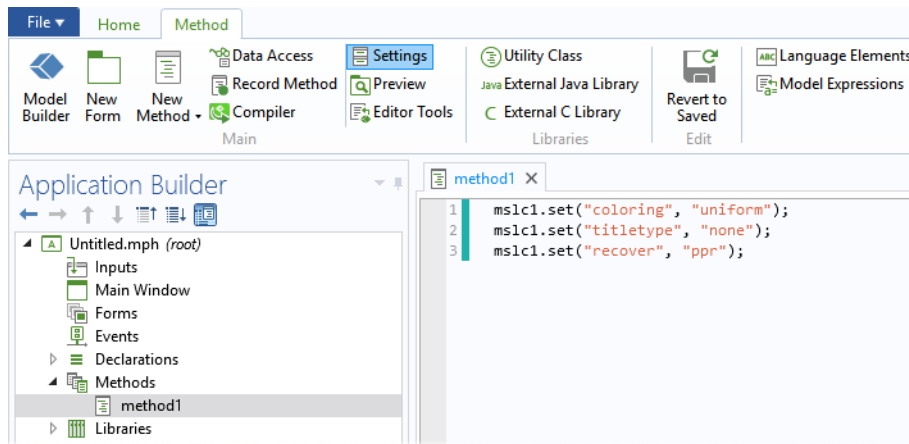 File ▾ Home Method
Data Access
Settings
Utility Class
Language Elements
Record Method
Preview
Java External Java Library
Model Expressions
Model Builder
New Form
New Method
Compiler
Editor Tools
C External C Library
Revert to Saved
Main
Libraries
Edit
Application Builder
method1
Untitled.mph (root)
Inputs
Main Window
Forms
Events
Declarations
Methods
method1
Libraries
1 mslc1.set("coloring", "uniform");
2 mslc1.set("titletype", "none");
3 mslc1.set("recover", "ppr");